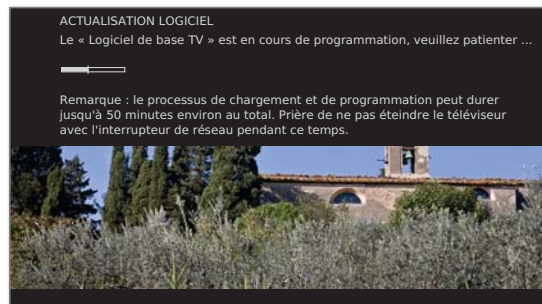 ACTUALISATION LOGICIEL
Le « Logiciel de base TV » est en cours de programmation, veuillez patienter ...
Remarque : le processus de chargement et de programmation peut durer
jusqu'à 50 minutes environ au total. Prière de ne pas éteindre le téléviseur
avec l'interrupteur de réseau pendant ce temps.